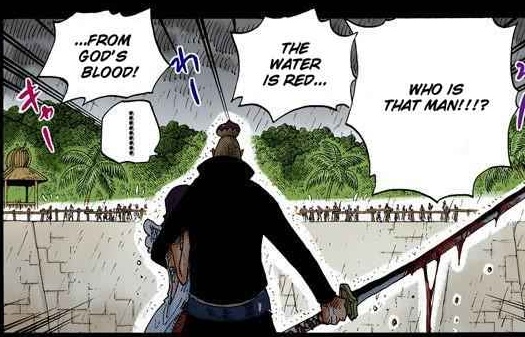 WHO IS
THAT MAN!!!?
THE
WATER
IS RED...
...FROM
GOD'S
BLOOD!
.........